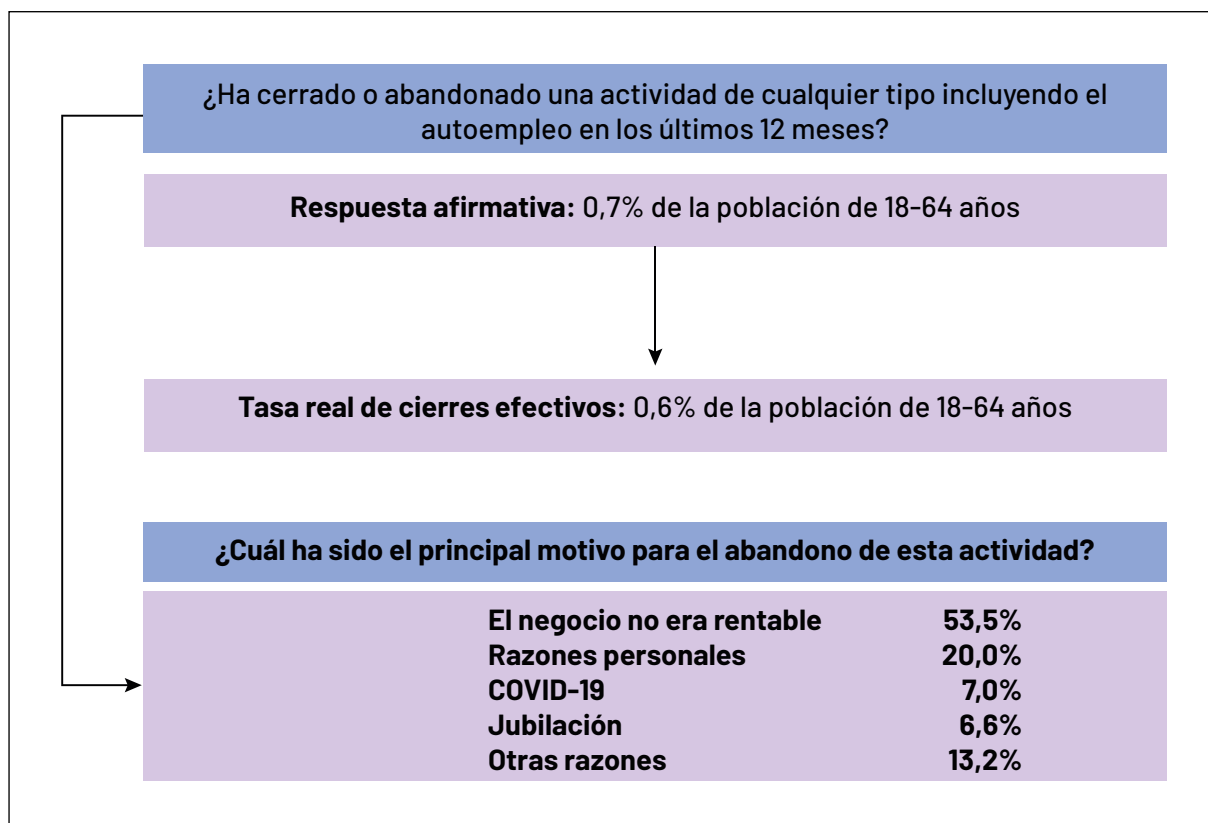 ¿Ha cerrado o abandonado una actividad de cualquier tipo incluyendo el
autoempleo en los últimos 12 meses?
Respuesta afirmativa: 0,7% de la población de 18-64 años
Tasa real de cierres efectivos: 0,6% de la población de 18-64 años
¿Cuál ha sido el principal motivo para el abandono de esta actividad?
El negocio no era rentable 53,5%
Razones personales 20,0%
COVID-19 7,0%
Jubilación 6,6%
Otras razones 13,2%